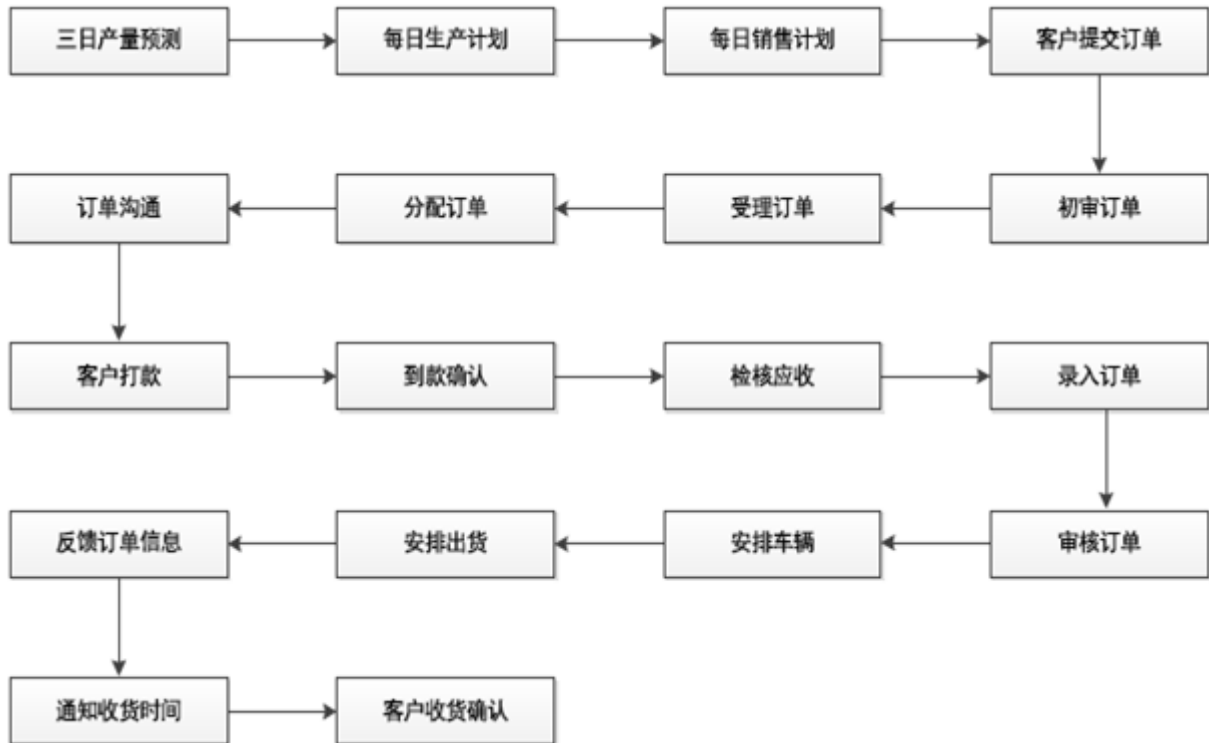 三日产量预测
每日生产计划
每日销售计划
客户提交订单
初审订单
受理订单
分配订单
订单沟通
客户打款
到款确认
检核应收
录入订单
审核订单
安排车辆
安排出货
反馈订单信息
通知收货时间
客户收货确认